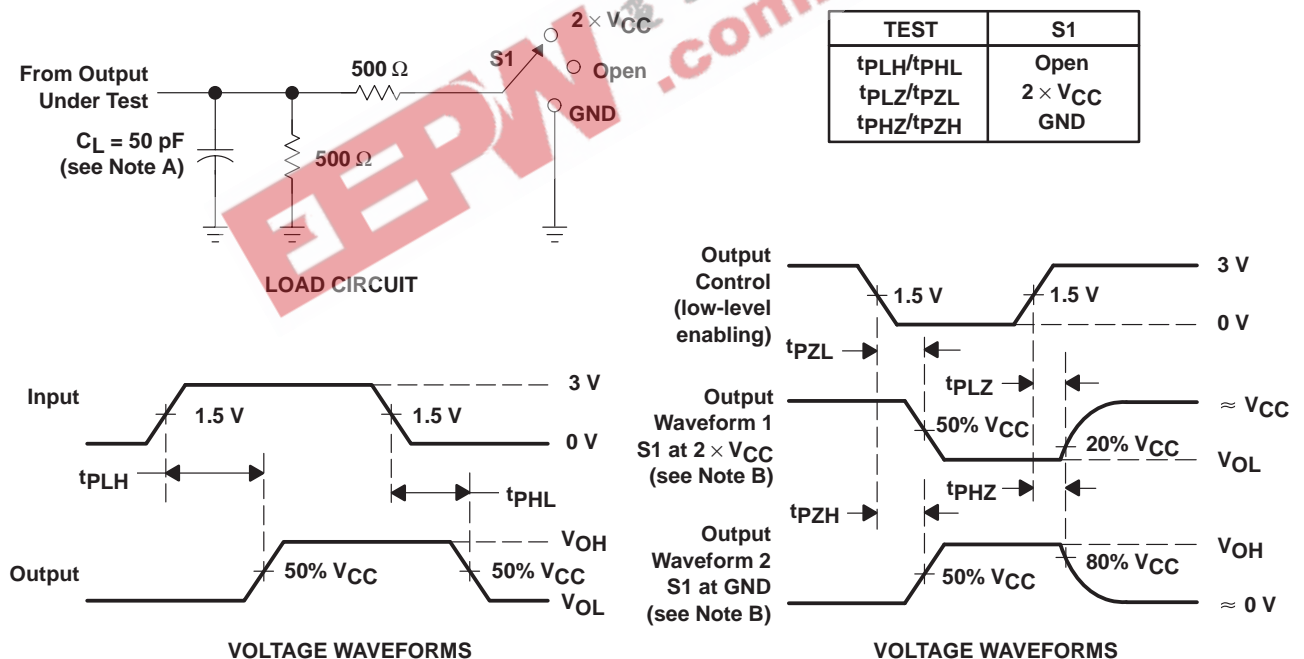 2 × VCC
S1
Open
GND
500 Ω
From Output
Under Test
CL = 50 pF
(see Note A)
500 Ω
LOAD CIRCUIT
EEPW
.com
TEST S1
tPLH/tPHL Open
tPLZ/tPZL 2 × VCC
tPHZ/tPZH GND
Input
1.5 V
1.5 V
3 V
0 V
tPLH
tPHL
Output
50% VCC
50% VCC
VOH
VOL
VOLTAGE WAVEFORMS
Output
Control
(low-level
enabling)
1.5 V
1.5 V
3 V
0 V
tPZL
tPLZ
Output
Waveform 1
S1 at 2 × VCC
(see Note B)
50% VCC
20% VCC
≈ VCC
VOL
tPZH
tPHZ
Output
Waveform 2
S1 at GND
(see Note B)
50% VCC
80% VCC
VOH
≈ 0 V
VOLTAGE WAVEFORMS